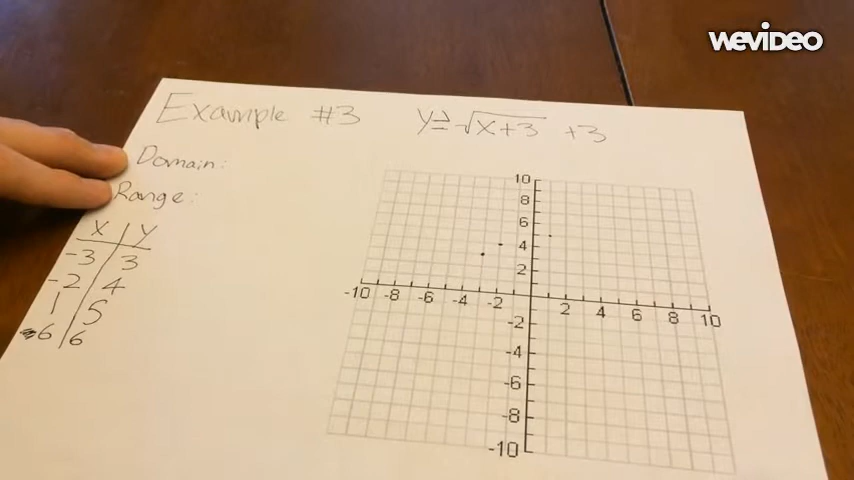 WEVIDEO
Example #3 y≥√x+3 +3
Domain:
Range:
x | y
-3 | 3
-2 | 4
1 | 5
6 | 6
10
8
6
4
2
-10 -8 -6 -4 -2 2 4 6 8 10
-2
-4
-6
-8
-10